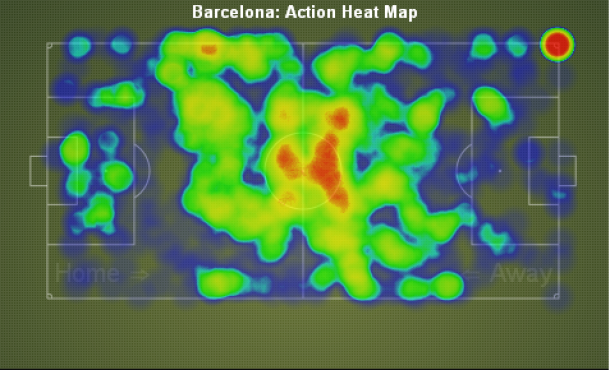 Barcelona: Action Heat Map
Home ⇒
⇐ Away